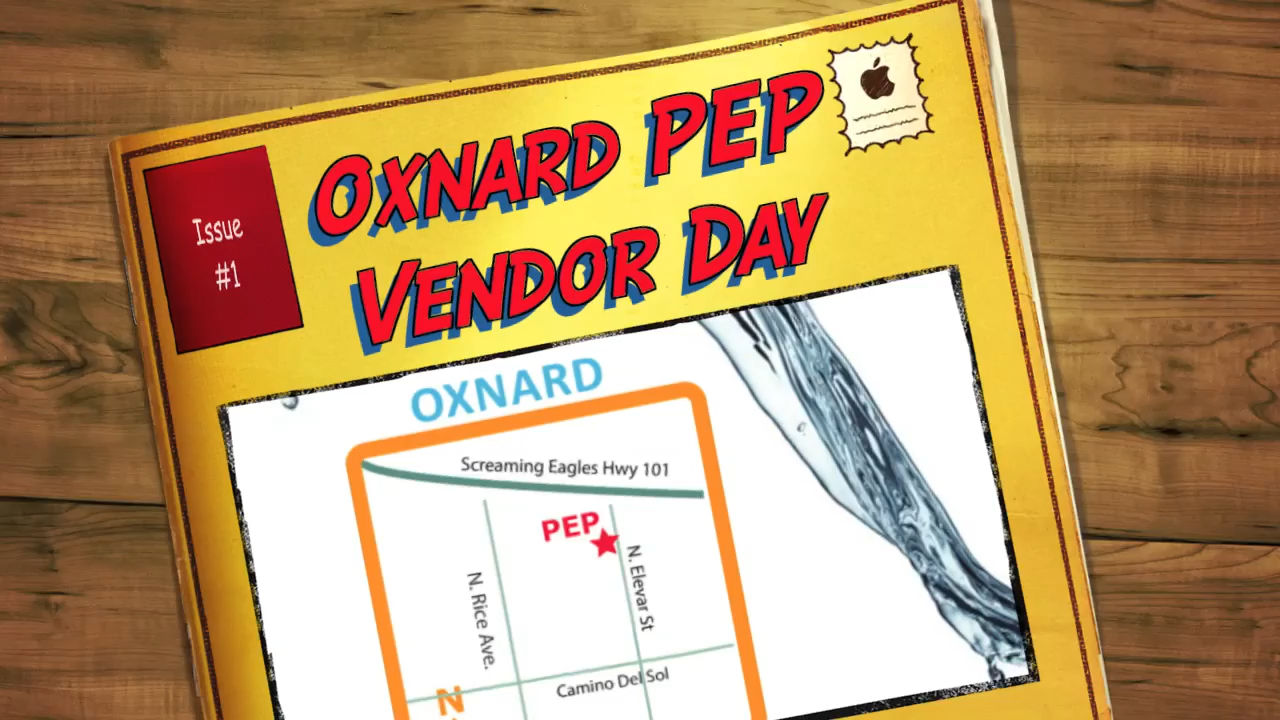 Issue
#1
OXNARD PEP
VENDOR DAY
OXNARD
Screaming Eagles Hwy 101
PEP
N. Rice Ave.
N. Elevar St
Camino Del Sol
N